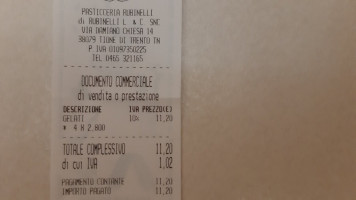 PASTICCERIA RUBINELLI
di RUBINELLI L. & C. SNC
VIA DAMIANO CHIESA 14
38079 TIONE DI TRENTO TN
P. IVA 01097350225
TEL 0465 321165
DOCUMENTO COMMERCIALE
di vendita o prestazione
DESCRIZIONE IVA PREZZO(€)
GELATI 10% 11,20
* 4 X 2,800
TOTALE COMPLESSIVO 11,20
di cui IVA 1,02
PAGAMENTO CONTANTE 11,20
IMPORTO PAGATO 11,20